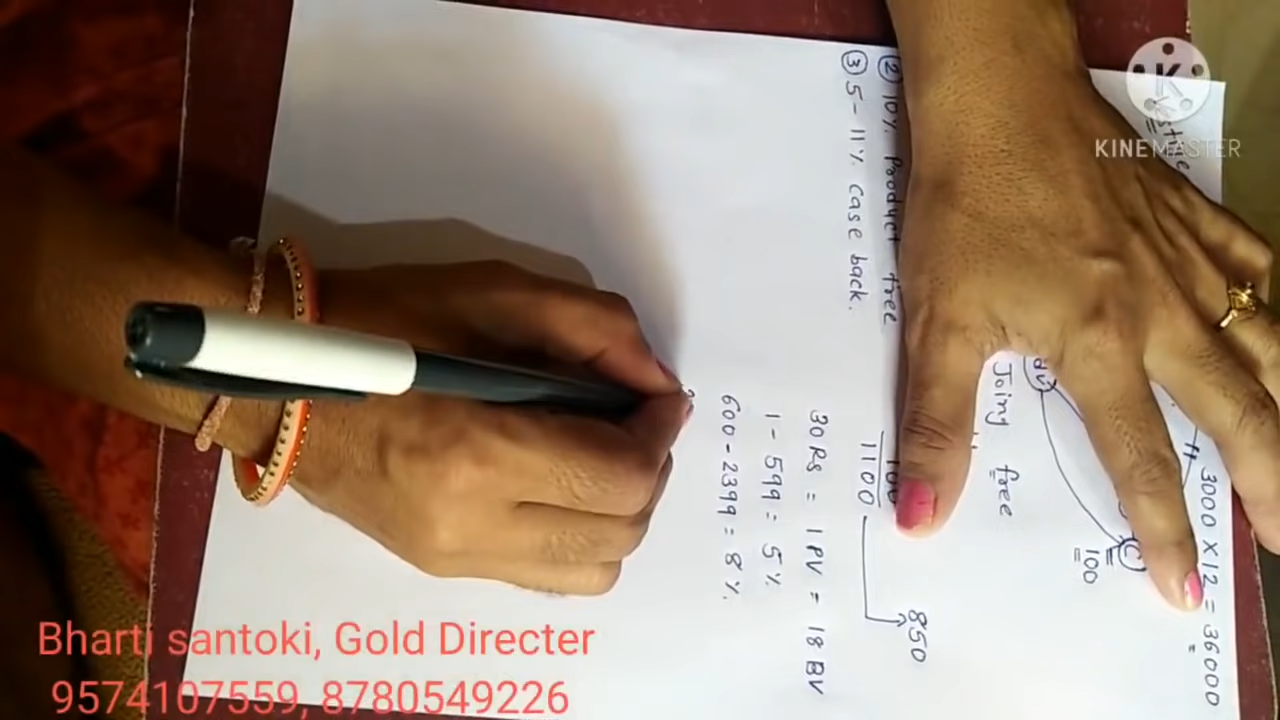 3000 X 12 = 36000
100
Joing free
② 10% Product free
③ 5 - 11% case back.
100
1100
850
30 Rs = 1 PV = 18 BV
1 - 599 = 5%
600 - 2399 = 8%.
KINEMASTER
Bharti santoki, Gold Directer
9574107559, 8780549226